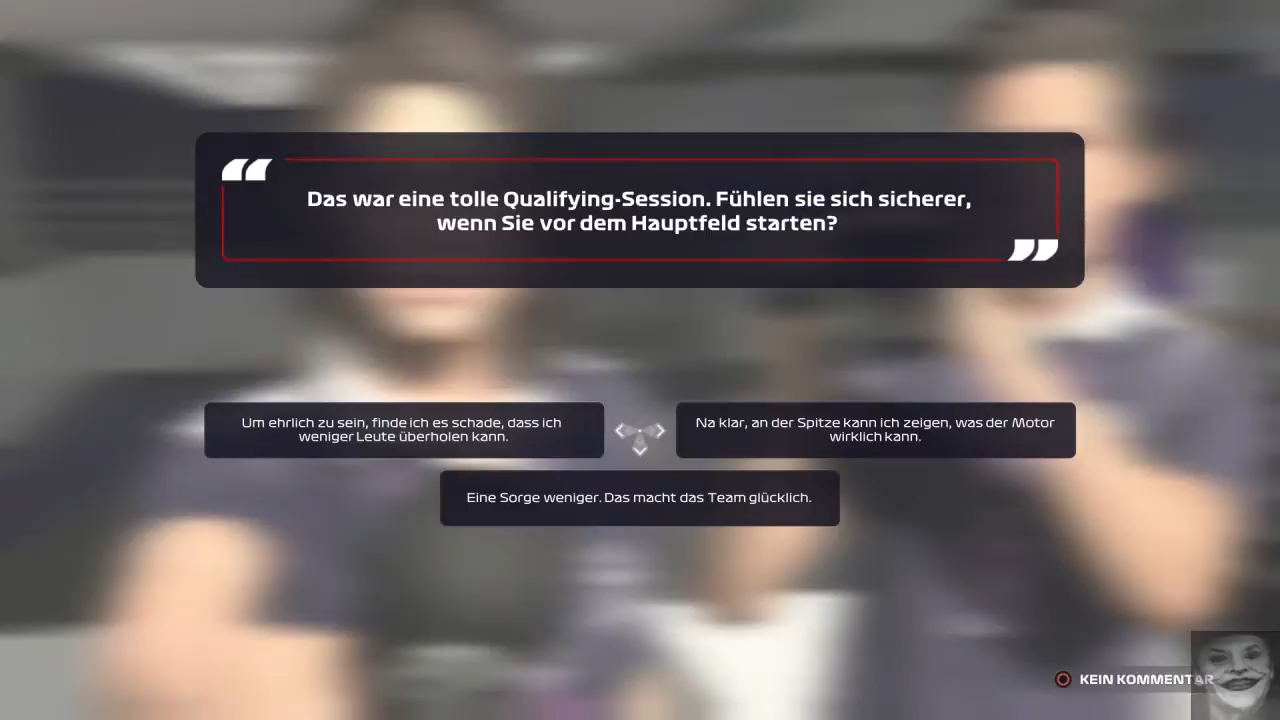 Das war eine tolle Qualifying-Session. Fühlen sie sich sicherer,
wenn Sie vor dem Hauptfeld starten?
Um ehrlich zu sein, finde ich es schade, dass ich
weniger Leute überholen kann.
Na klar, an der Spitze kann ich zeigen, was der Motor
wirklich kann.
Eine Sorge weniger. Das macht das Team glücklich.
KEIN KOMMENTAR